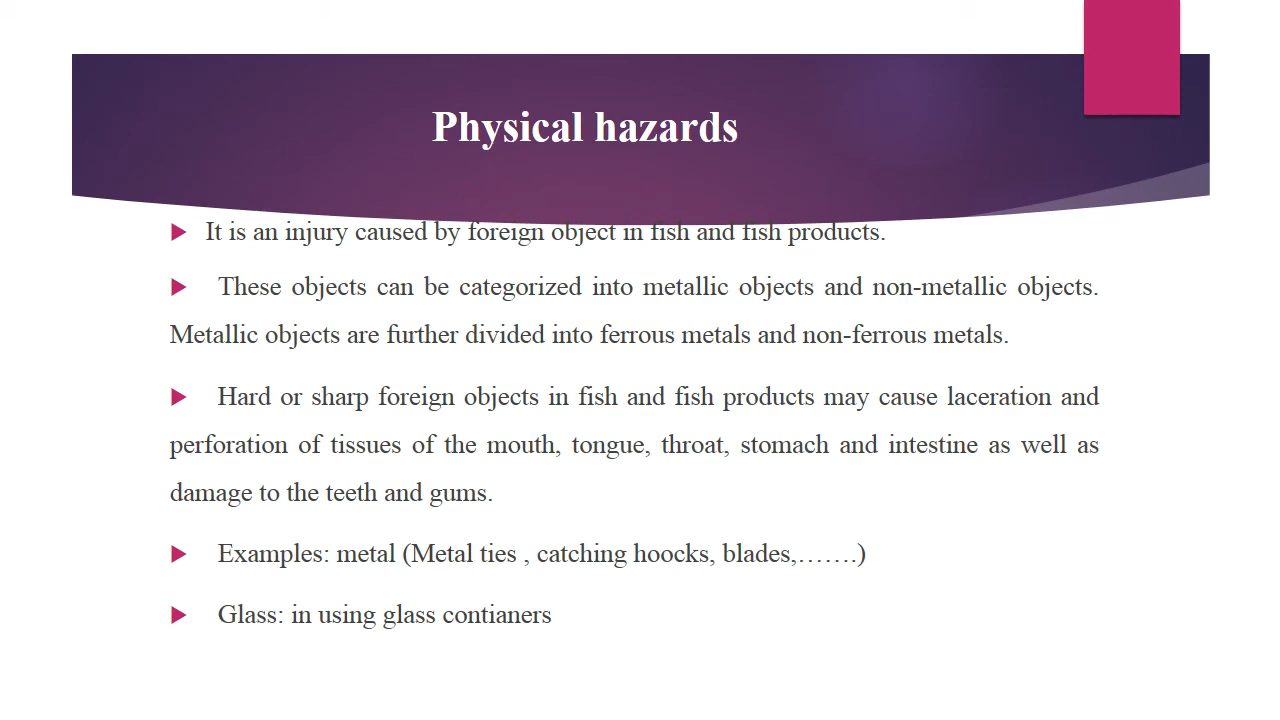 Physical hazards
It is an injury caused by foreign object in fish and fish products.
These objects can be categorized into metallic objects and non-metallic objects.
Metallic objects are further divided into ferrous metals and non-ferrous metals.
Hard or sharp foreign objects in fish and fish products may cause laceration and
perforation of tissues of the mouth, tongue, throat, stomach and intestine as well as
damage to the teeth and gums.
Examples: metal (Metal ties , catching hoocks, blades,…….)
Glass: in using glass contianers